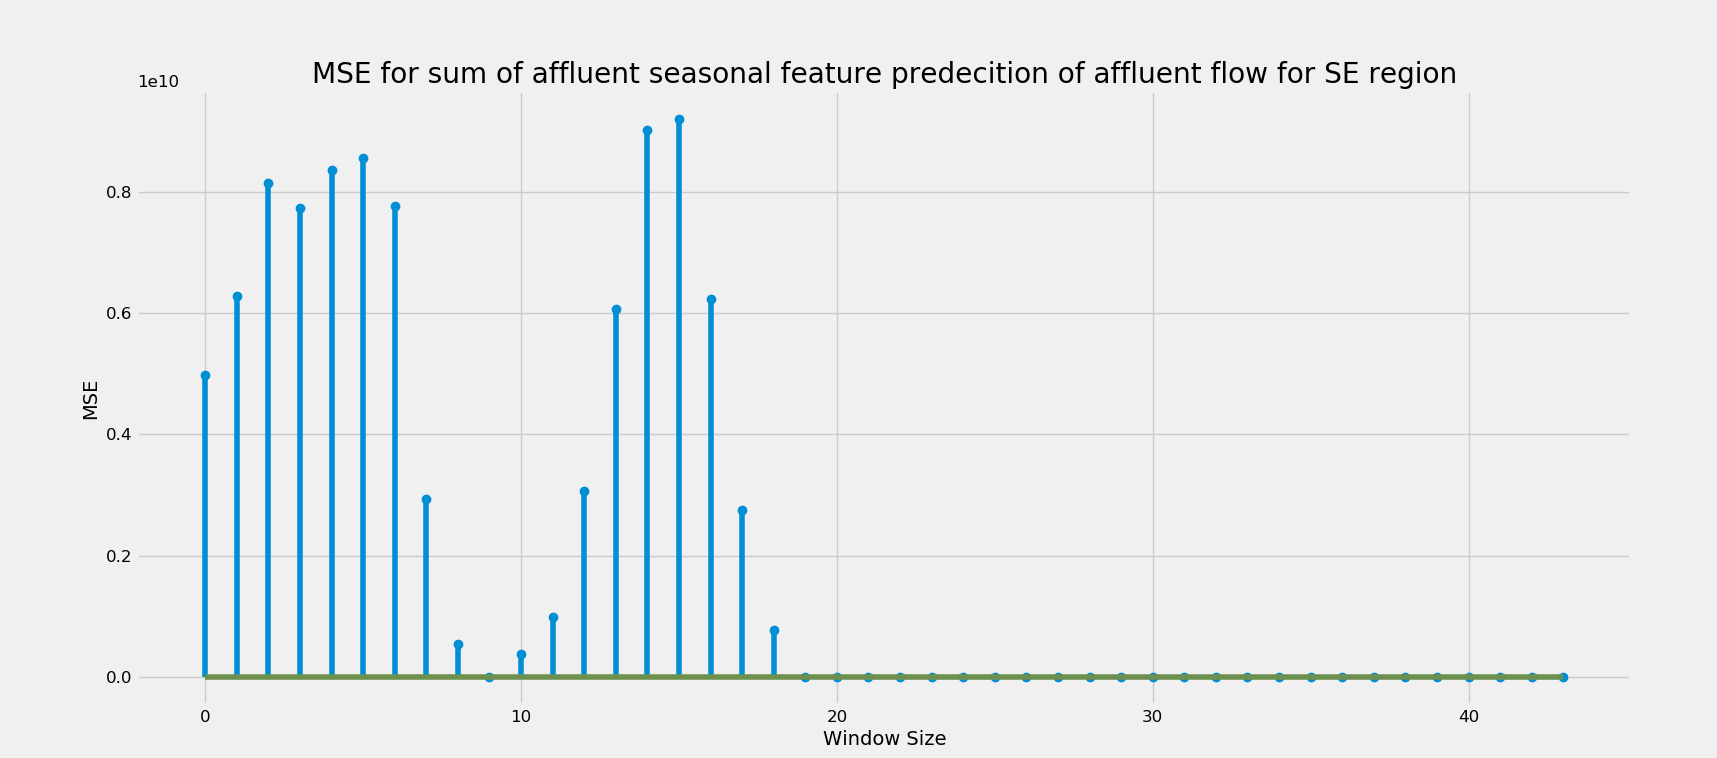 MSE for sum of affluent seasonal feature predecition of affluent flow for SE region
1e10
0.8
0.6
0.4
0.2
0.0
MSE
0 10 20 30 40
Window Size